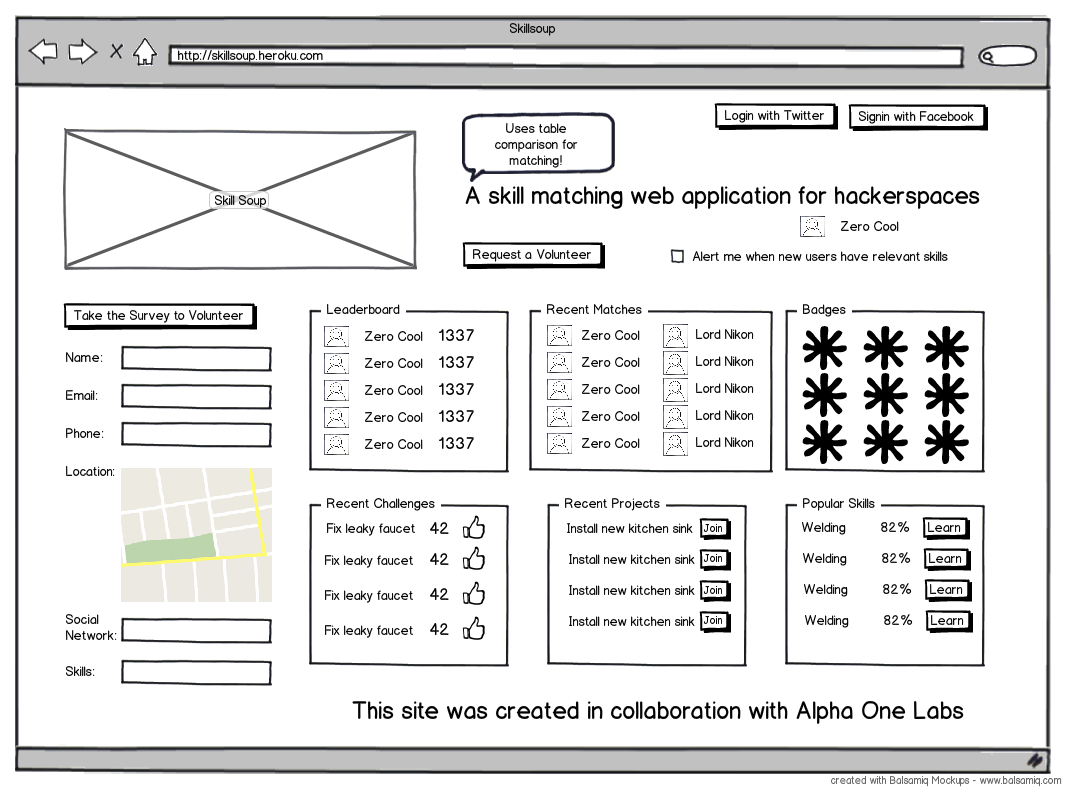 Skillsoup
http://skillsoup.heroku.com
Login with Twitter
Signin with Facebook
Uses table
comparison for
matching!
Skill Soup
A skill matching web application for hackerspaces
Zero Cool
Request a Volunteer
Alert me when new users have relevant skills
Take the Survey to Volunteer
Name:
Email:
Phone:
Location:
Social
Network:
Skills:
Leaderboard
Zero Cool 1337
Zero Cool 1337
Zero Cool 1337
Zero Cool 1337
Zero Cool 1337
Recent Matches
Zero Cool Lord Nikon
Zero Cool Lord Nikon
Zero Cool Lord Nikon
Zero Cool Lord Nikon
Zero Cool Lord Nikon
Badges
Recent Challenges
Fix leaky faucet 42
Fix leaky faucet 42
Fix leaky faucet 42
Fix leaky faucet 42
Recent Projects
Install new kitchen sink Join
Install new kitchen sink Join
Install new kitchen sink Join
Install new kitchen sink Join
Popular Skills
Welding 82% Learn
Welding 82% Learn
Welding 82% Learn
Welding 82% Learn
This site was created in collaboration with Alpha One Labs
created with Balsamiq Mockups - www.balsamiq.com